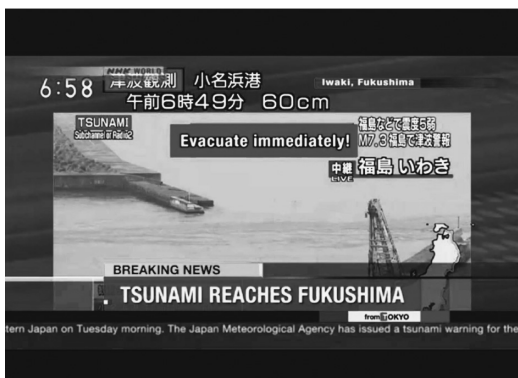 NHK WORLD
6:58
津波観測 小名浜港
午前6時49分 60cm
Iwaki, Fukushima
TSUNAMI
Subchannel of Radio2
Evacuate immediately!
福島などで震度5弱
M7.3 福島で津波警報
中継 福島 いわき
LIVE
BREAKING NEWS
TSUNAMI REACHES FUKUSHIMA
from TOKYO
tern Japan on Tuesday morning. The Japan Meteorological Agency has issued a tsunami warning for the